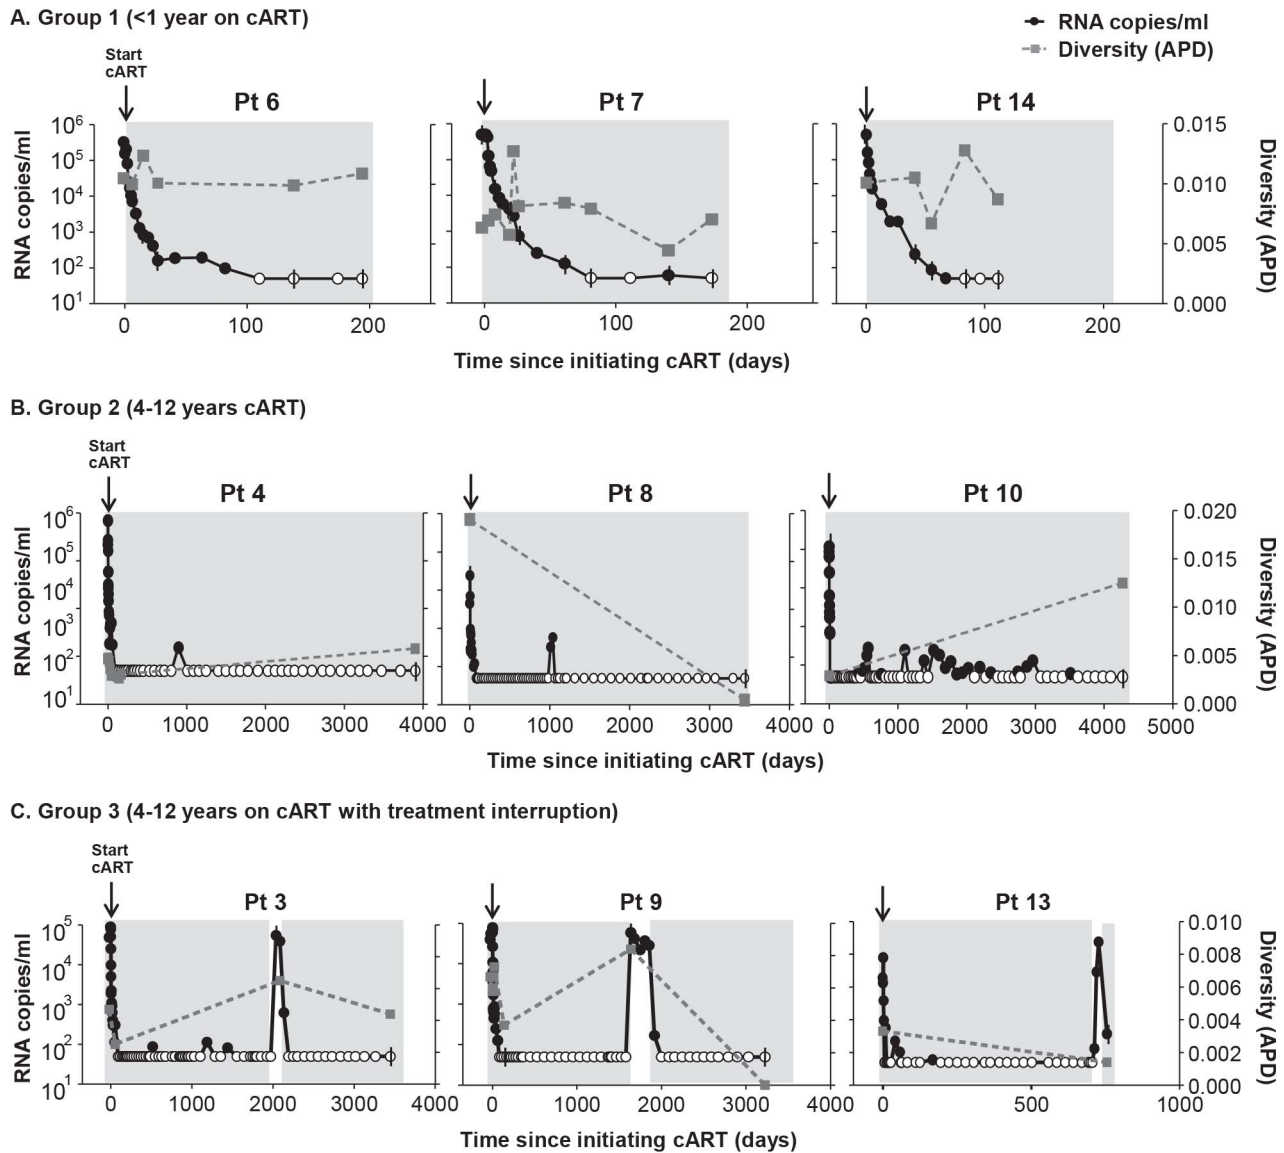 A. Group 1 (<1 year on cART)
RNA copies/ml
Diversity (APD)
Start
cART
Pt 6
Pt 7
Pt 14
RNA copies/ml
10⁶
10⁵
10⁴
10³
10²
10¹
0.015
0.010
0.005
0.000
Diversity (APD)
0 100 200
0 100 200
0 100 200
Time since initiating cART (days)
B. Group 2 (4-12 years cART)
Start
cART
Pt 4
Pt 8
Pt 10
RNA copies/ml
10⁶
10⁵
10⁴
10³
10²
10¹
0.020
0.015
0.010
0.005
0.000
Diversity (APD)
0 1000 2000 3000 4000
0 1000 2000 3000 4000
0 1000 2000 3000 4000 5000
Time since initiating cART (days)
C. Group 3 (4-12 years on cART with treatment interruption)
Start
cART
Pt 3
Pt 9
Pt 13
RNA copies/ml
10⁵
10⁴
10³
10²
10¹
0.010
0.008
0.006
0.004
0.002
0.000
Diversity (APD)
0 1000 2000 3000 4000
0 1000 2000 3000 4000
0 500 1000
Time since initiating cART (days)